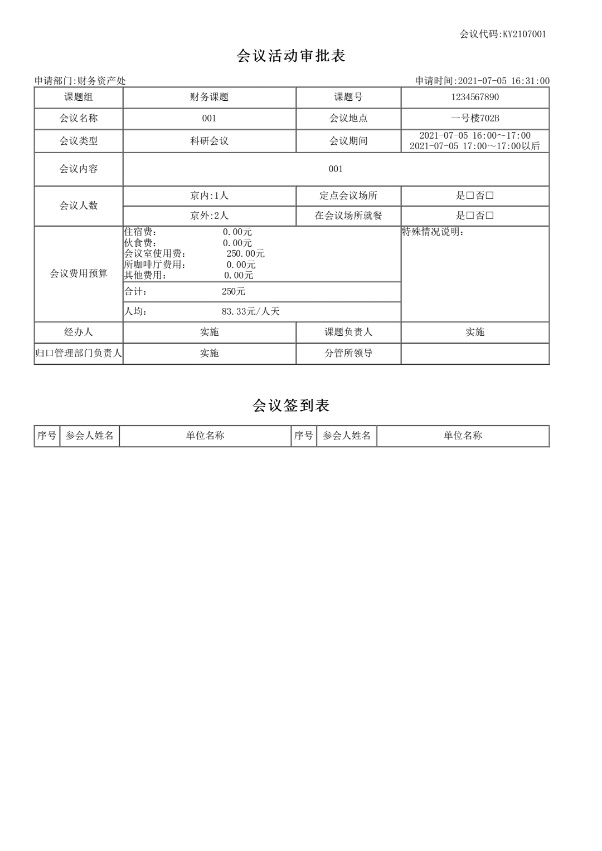 会议代码:KY2107001
会议活动审批表
申请部门:财务资产处 申请时间:2021-07-05 16:31:00
课题组 财务课题 课题号 1234567890
会议名称 001 会议地点 一号楼702B
会议类型 科研会议 会议期间 2021-07-05 16:00~17:00
2021-07-05 17:00~17:00以后
会议内容 001
会议人数 京内:1人 定点会议场所 是□否□
京外:2人 在会议场所就餐 是□否□
会议费用预算 住宿费: 0.00元 特殊情况说明:
伙食费: 0.00元
会议室使用费: 250.00元
所咖啡厅费用: 0.00元
其他费用: 0.00元
合计: 250元
人均: 83.33元/人天
经办人 实施 课题负责人 实施
归口管理部门负责人 实施 分管所领导
会议签到表
序号 参会人姓名 单位名称 序号 参会人姓名 单位名称